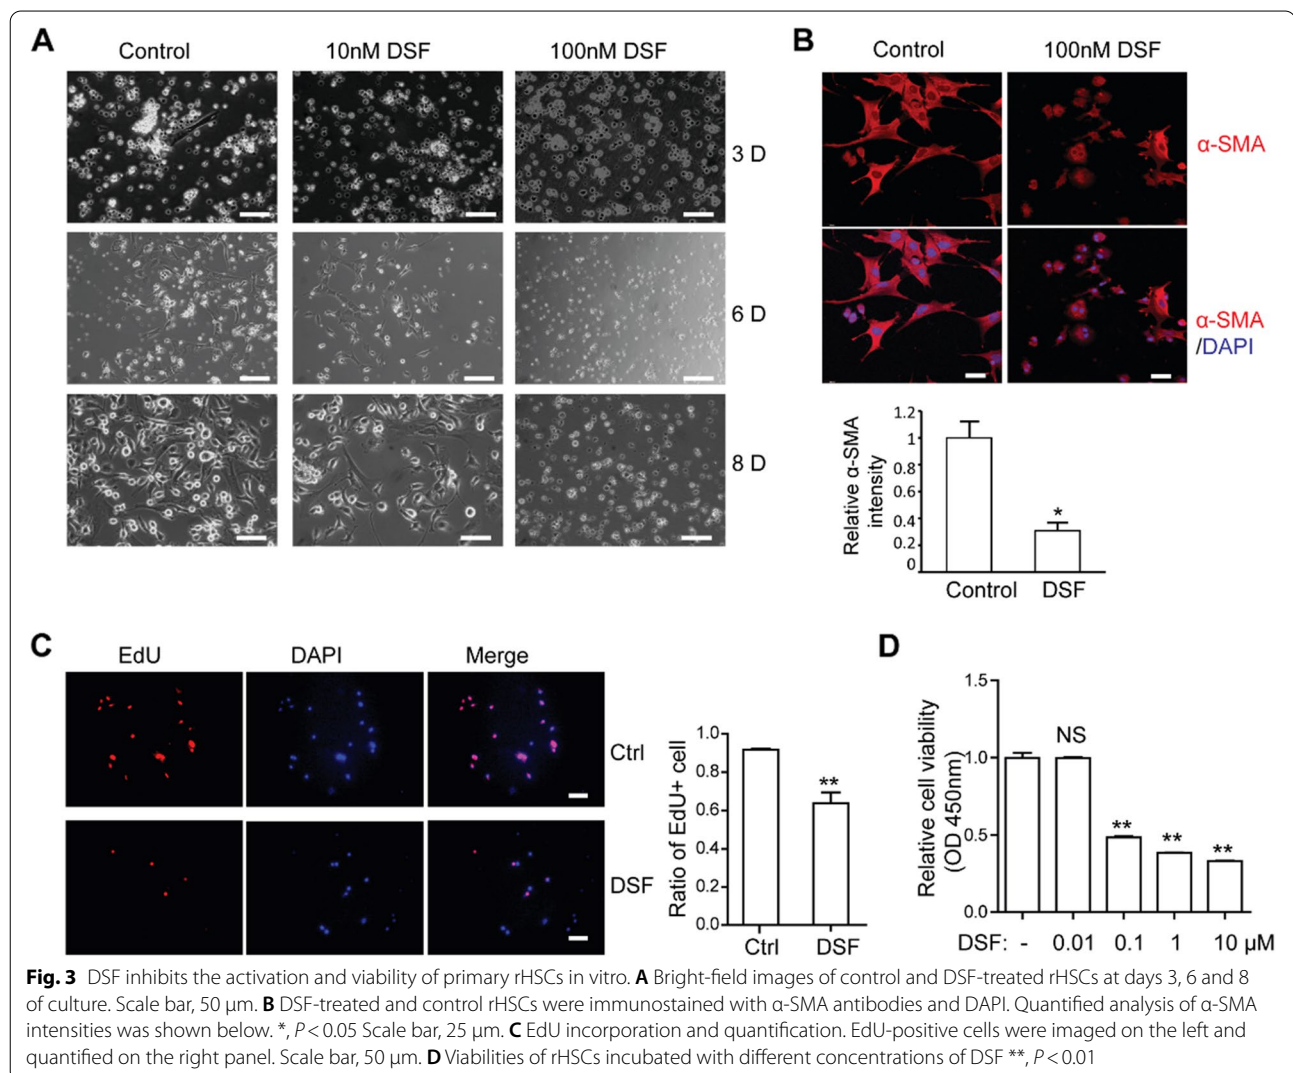 A
Control
10nM DSF
100nM DSF
3 D
6 D
8 D
B
Control
100nM DSF
α-SMA
α-SMA
/DAPI
Relative α-SMA
intensity
1.2
1
0.8
0.6
0.4
0.2
0
*
Control
DSF
C
EdU
DAPI
Merge
Ctrl
DSF
Ratio of EdU+ cell
1.0
0.8
0.6
0.4
0.2
0.0
**
Ctrl
DSF
D
Relative cell viability
(OD 450nm)
1.5
1.0
0.5
0.0
NS
**
**
**
DSF: - 0.01 0.1 1 10 µM
Fig. 3 DSF inhibits the activation and viability of primary rHSCs in vitro. A Bright-field images of control and DSF-treated rHSCs at days 3, 6 and 8
of culture. Scale bar, 50 µm. B DSF-treated and control rHSCs were immunostained with α-SMA antibodies and DAPI. Quantified analysis of α-SMA
intensities was shown below. *, P < 0.05 Scale bar, 25 µm. C EdU incorporation and quantification. EdU-positive cells were imaged on the left and
quantified on the right panel. Scale bar, 50 µm. D Viabilities of rHSCs incubated with different concentrations of DSF **, P < 0.01